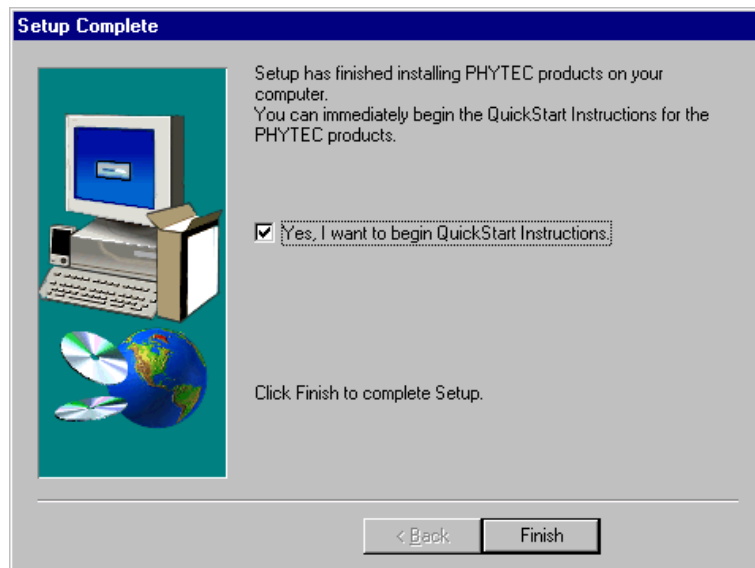 Setup Complete
Setup has finished installing PHYTEC products on your
computer.
You can immediately begin the QuickStart Instructions for the
PHYTEC products.
Yes, I want to begin QuickStart Instructions.
Click Finish to complete Setup.
< Back
Finish